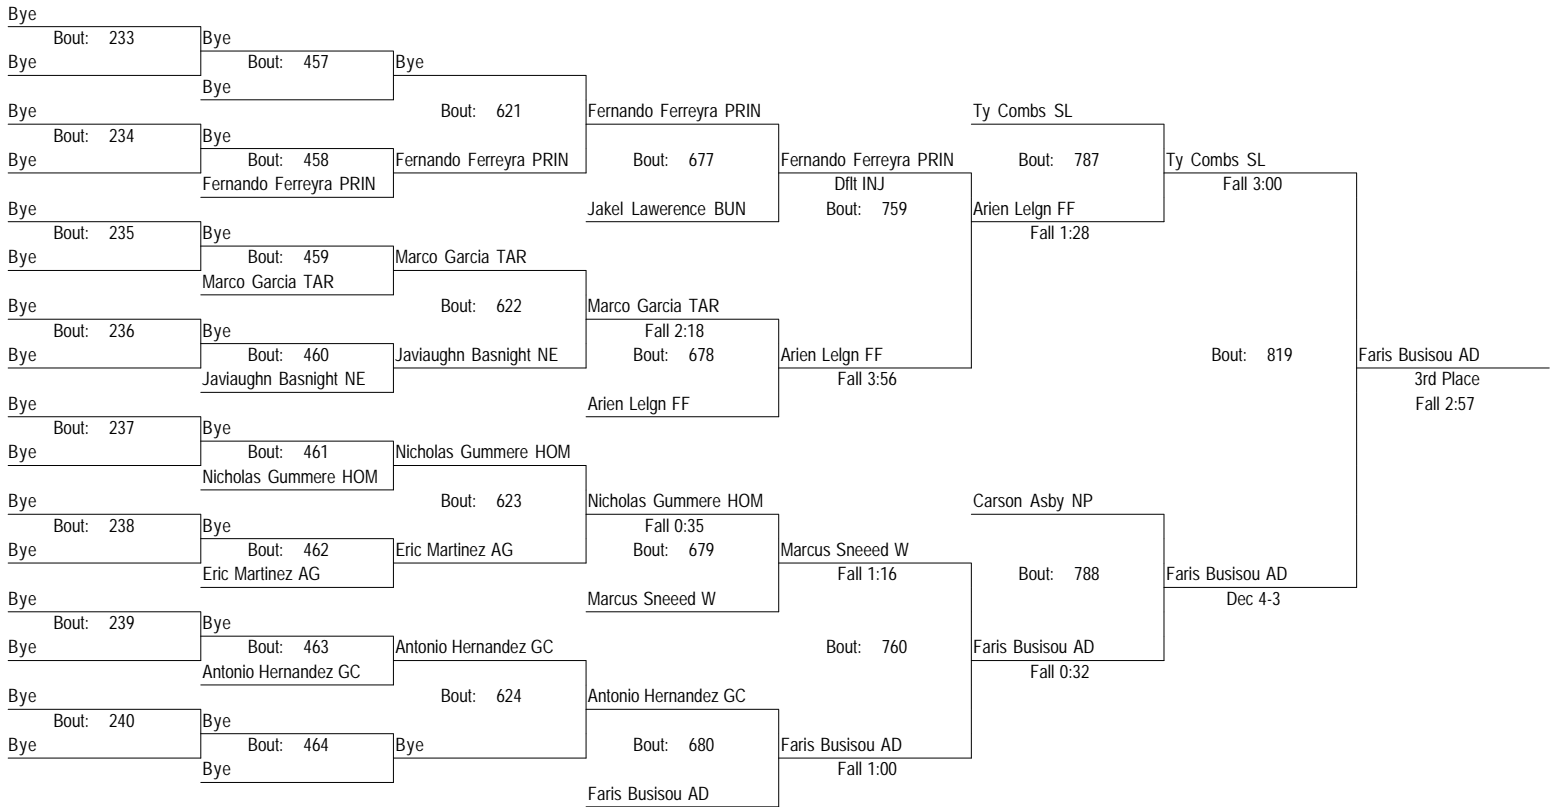 Bye
Bout: 233
Bye
Bye
Bout: 457
Bye
Bye
Bout: 621
Bye
Bout: 234
Bye
Bye
Bout: 458
Fernando Ferreyra PRIN
Fernando Ferreyra PRIN
Fernando Ferreyra PRIN
Bout: 677
Jakel Lawerence BUN
Fernando Ferreyra PRIN
Dflt INJ
Bout: 759
Bye
Bout: 235
Bye
Bye
Bout: 459
Marco Garcia TAR
Marco Garcia TAR
Bout: 622
Bye
Bout: 236
Bye
Bye
Bout: 460
Javiaughn Basnight NE
Javiaughn Basnight NE
Marco Garcia TAR
Fall 2:18
Bout: 678
Arien Lelgn FF
Arien Lelgn FF
Fall 3:56
Ty Combs SL
Bout: 787
Arien Lelgn FF
Fall 1:28
Ty Combs SL
Fall 3:00
Bout: 819
Faris Busisou AD
3rd Place
Fall 2:57
Bye
Bout: 237
Bye
Bye
Bout: 461
Nicholas Gummere HOM
Nicholas Gummere HOM
Bout: 623
Bye
Bout: 238
Bye
Bye
Bout: 462
Eric Martinez AG
Eric Martinez AG
Nicholas Gummere HOM
Fall 0:35
Bout: 679
Marcus Sneeed W
Marcus Sneeed W
Fall 1:16
Bout: 760
Bye
Bout: 239
Bye
Bye
Bout: 463
Antonio Hernandez GC
Antonio Hernandez GC
Bout: 624
Bye
Bout: 240
Bye
Bye
Bout: 464
Bye
Bye
Antonio Hernandez GC
Bout: 680
Faris Busisou AD
Faris Busisou AD
Fall 1:00
Carson Asby NP
Bout: 788
Faris Busisou AD
Fall 0:32
Faris Busisou AD
Dec 4-3